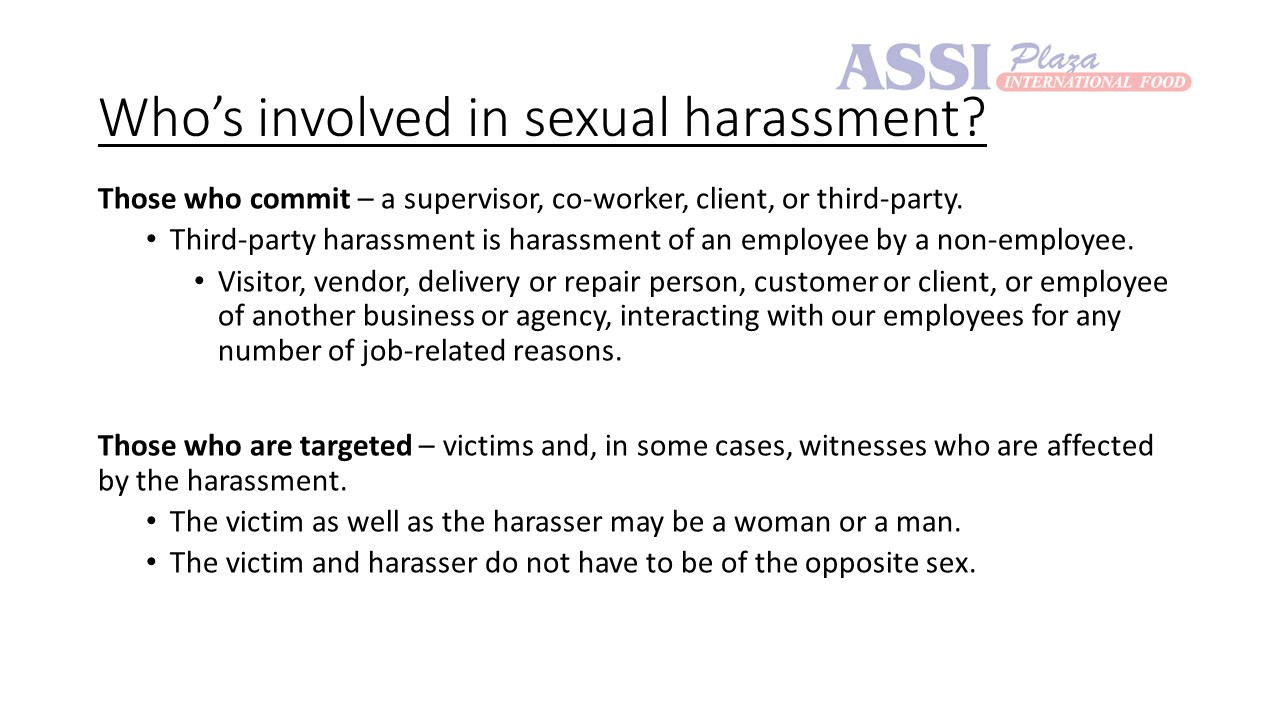 ASSI Plaza
INTERNATIONAL FOOD
Who’s involved in sexual harassment?
Those who commit – a supervisor, co-worker, client, or third-party.
• Third-party harassment is harassment of an employee by a non-employee.
• Visitor, vendor, delivery or repair person, customer or client, or employee
of another business or agency, interacting with our employees for any
number of job-related reasons.
Those who are targeted – victims and, in some cases, witnesses who are affected
by the harassment.
• The victim as well as the harasser may be a woman or a man.
• The victim and harasser do not have to be of the opposite sex.